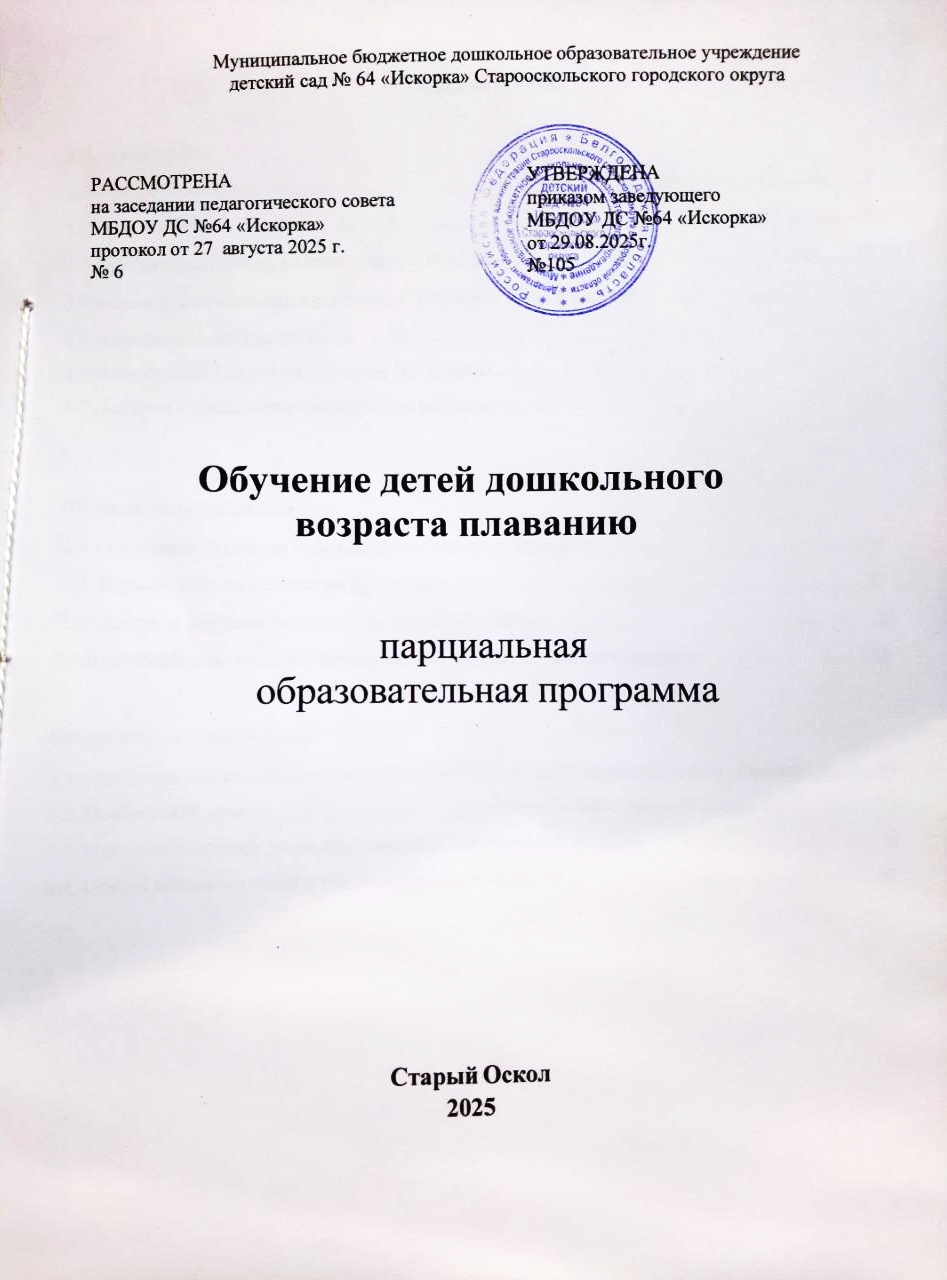 Муниципальное бюджетное дошкольное образовательное учреждение
детский сад № 64 «Искорка» Старооскольского городского округа
РАССМОТРЕНА
на заседании педагогического совета
МБДОУ ДС №64 «Искорка»
протокол от 27 августа 2025 г.
№ 6
УТВЕРЖДЕНА
приказом заведующего
МБДОУ ДС №64 «Искорка»
от 29.08.2025г.
№105
Обучение детей дошкольного
возраста плаванию
парциальная
образовательная программа
Старый Оскол
2025